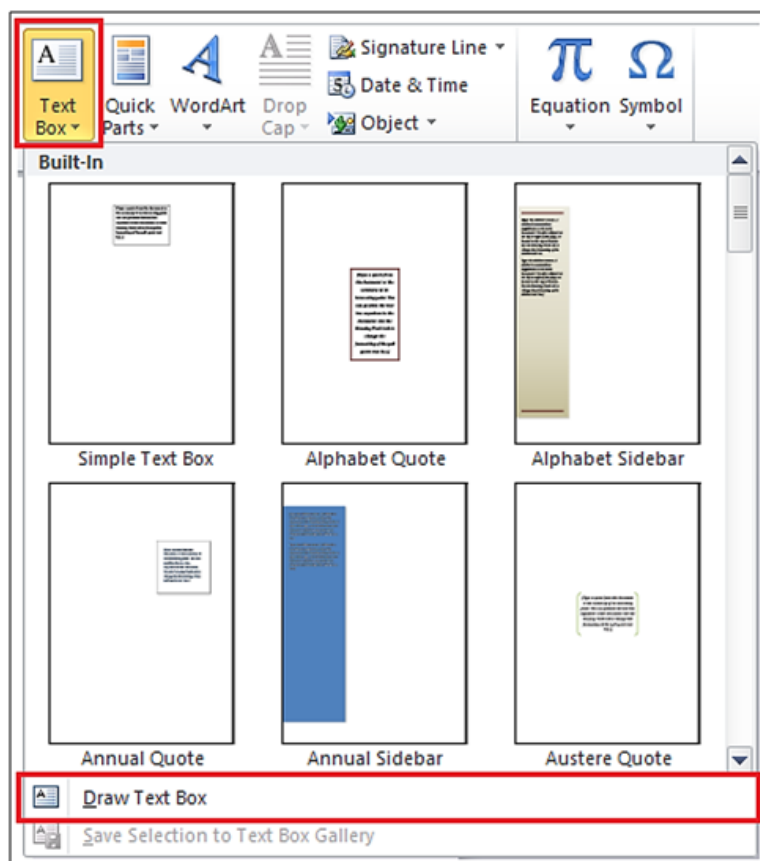 A
Text
Box
Quick
Parts
WordArt
A
Drop
Cap
Signature Line
Date & Time
Object
π
Equation
Ω
Symbol
Built-In
Simple Text Box
Alphabet Quote
Alphabet Sidebar
Annual Quote
Annual Sidebar
Austere Quote
Draw Text Box
Save Selection to Text Box Gallery